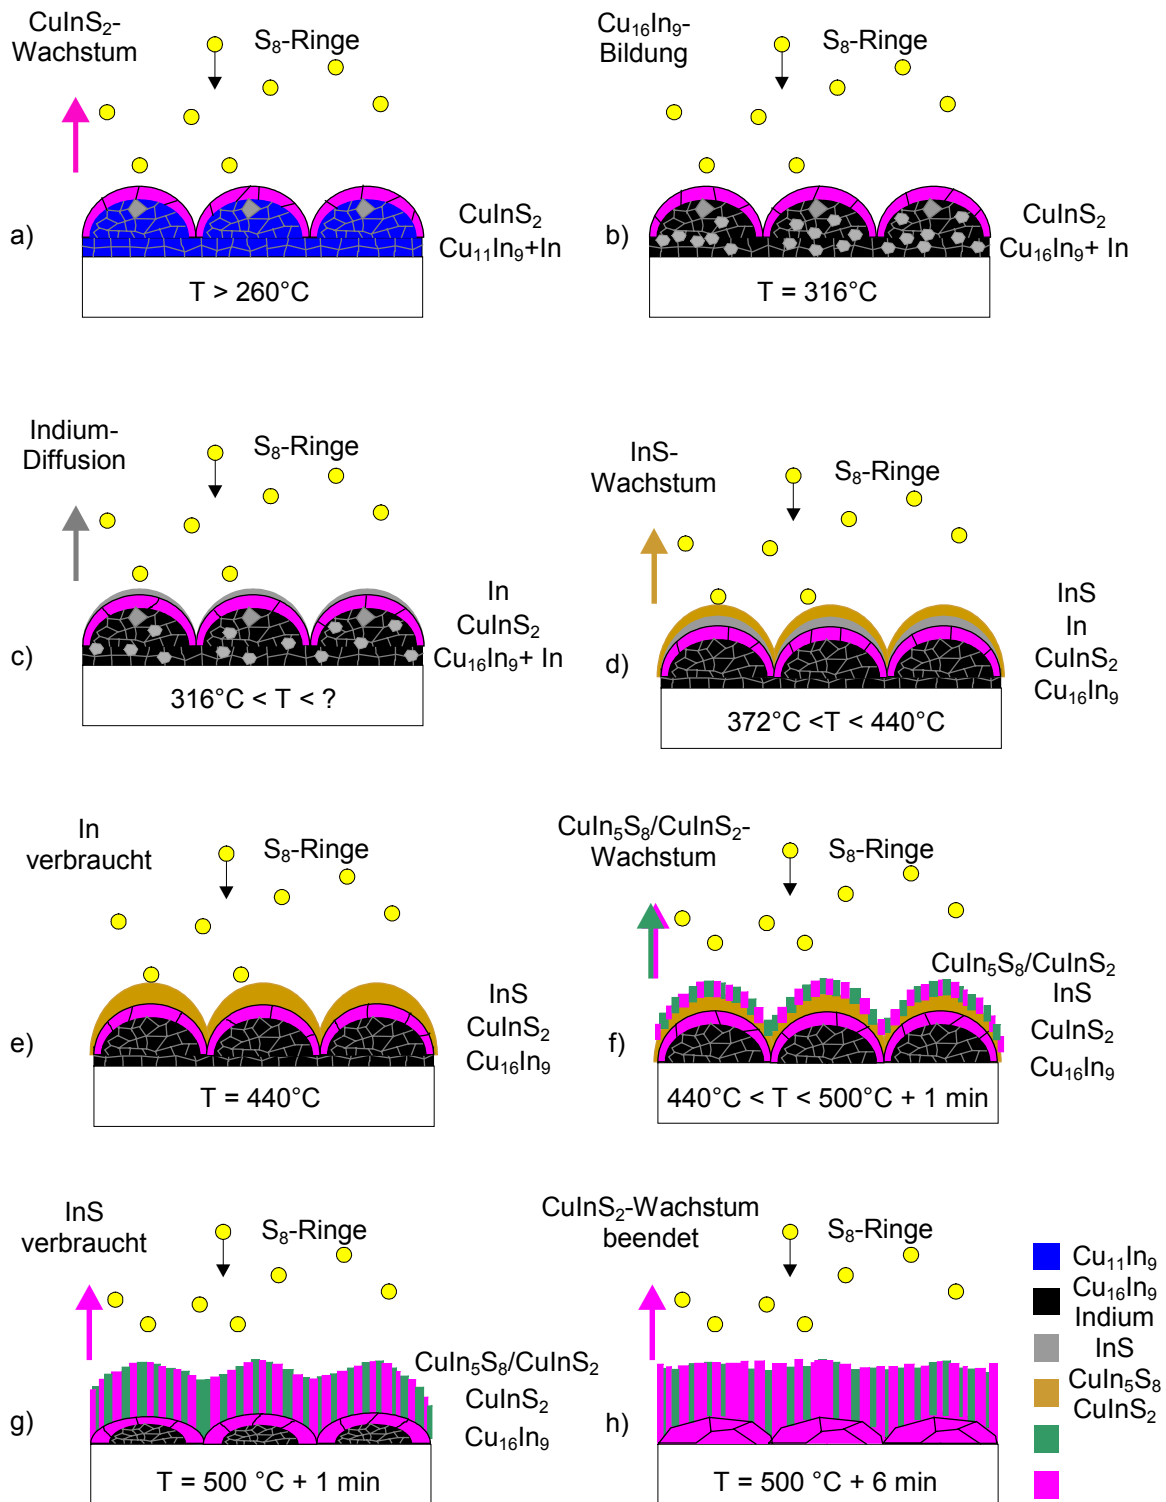 CuInS₂-
Wachstum
S₈-Ringe
a)
CuInS₂
Cu₁₁In₉+In
T > 260°C
Cu₁₆In₉-
Bildung
S₈-Ringe
b)
CuInS₂
Cu₁₆In₉+ In
T = 316°C
Indium-
Diffusion
S₈-Ringe
c)
In
CuInS₂
Cu₁₆In₉+ In
316°C < T < ?
InS-
Wachstum
S₈-Ringe
d)
InS
In
CuInS₂
Cu₁₆In₉
372°C <T < 440°C
In
verbraucht
S₈-Ringe
e)
InS
CuInS₂
Cu₁₆In₉
T = 440°C
CuIn₅S₈/CuInS₂-
Wachstum
S₈-Ringe
f)
CuIn₅S₈/CuInS₂
InS
CuInS₂
Cu₁₆In₉
440°C < T < 500°C + 1 min
InS
verbraucht
S₈-Ringe
g)
CuIn₅S₈/CuInS₂
CuInS₂
Cu₁₆In₉
T = 500 °C + 1 min
CuInS₂-Wachstum
beendet
S₈-Ringe
h)
T = 500 °C + 6 min
Cu₁₁In₉
Cu₁₆In₉
Indium
InS
CuIn₅S₈
CuInS₂